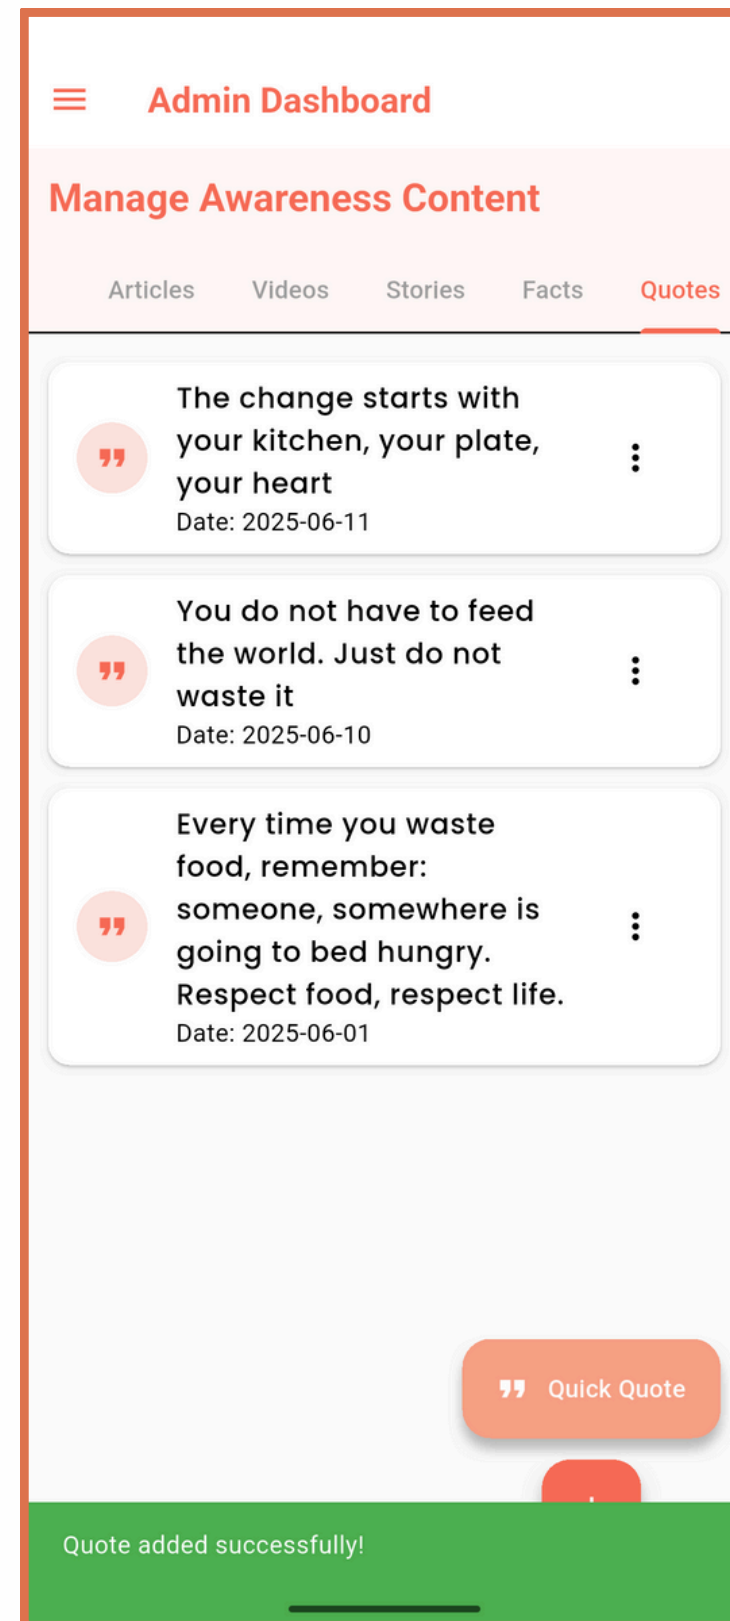 Admin Dashboard
Manage Awareness Content
Articles Videos Stories Facts Quotes
The change starts with
your kitchen, your plate,
your heart
Date: 2025-06-11
You do not have to feed
the world. Just do not
waste it
Date: 2025-06-10
Every time you waste
food, remember:
someone, somewhere is
going to bed hungry.
Respect food, respect life.
Date: 2025-06-01
Quick Quote
Quote added successfully!